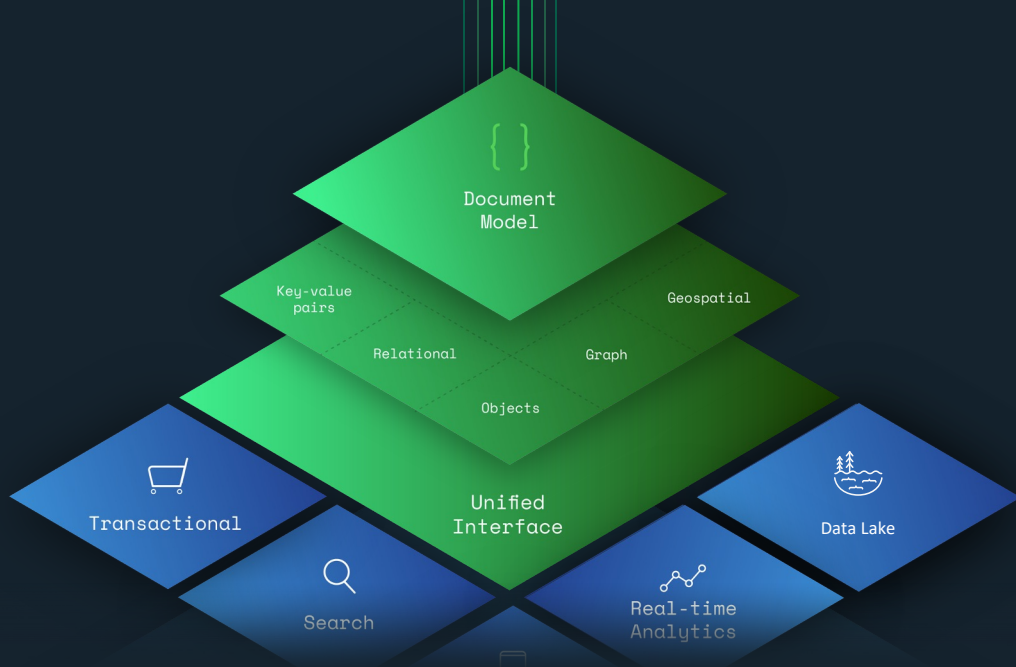 { }
Document
Model
Key-value
pairs
Geospatial
Relational
Graph
Objects
Unified
Interface
Transactional
Data Lake
Search
Real-time
Analytics